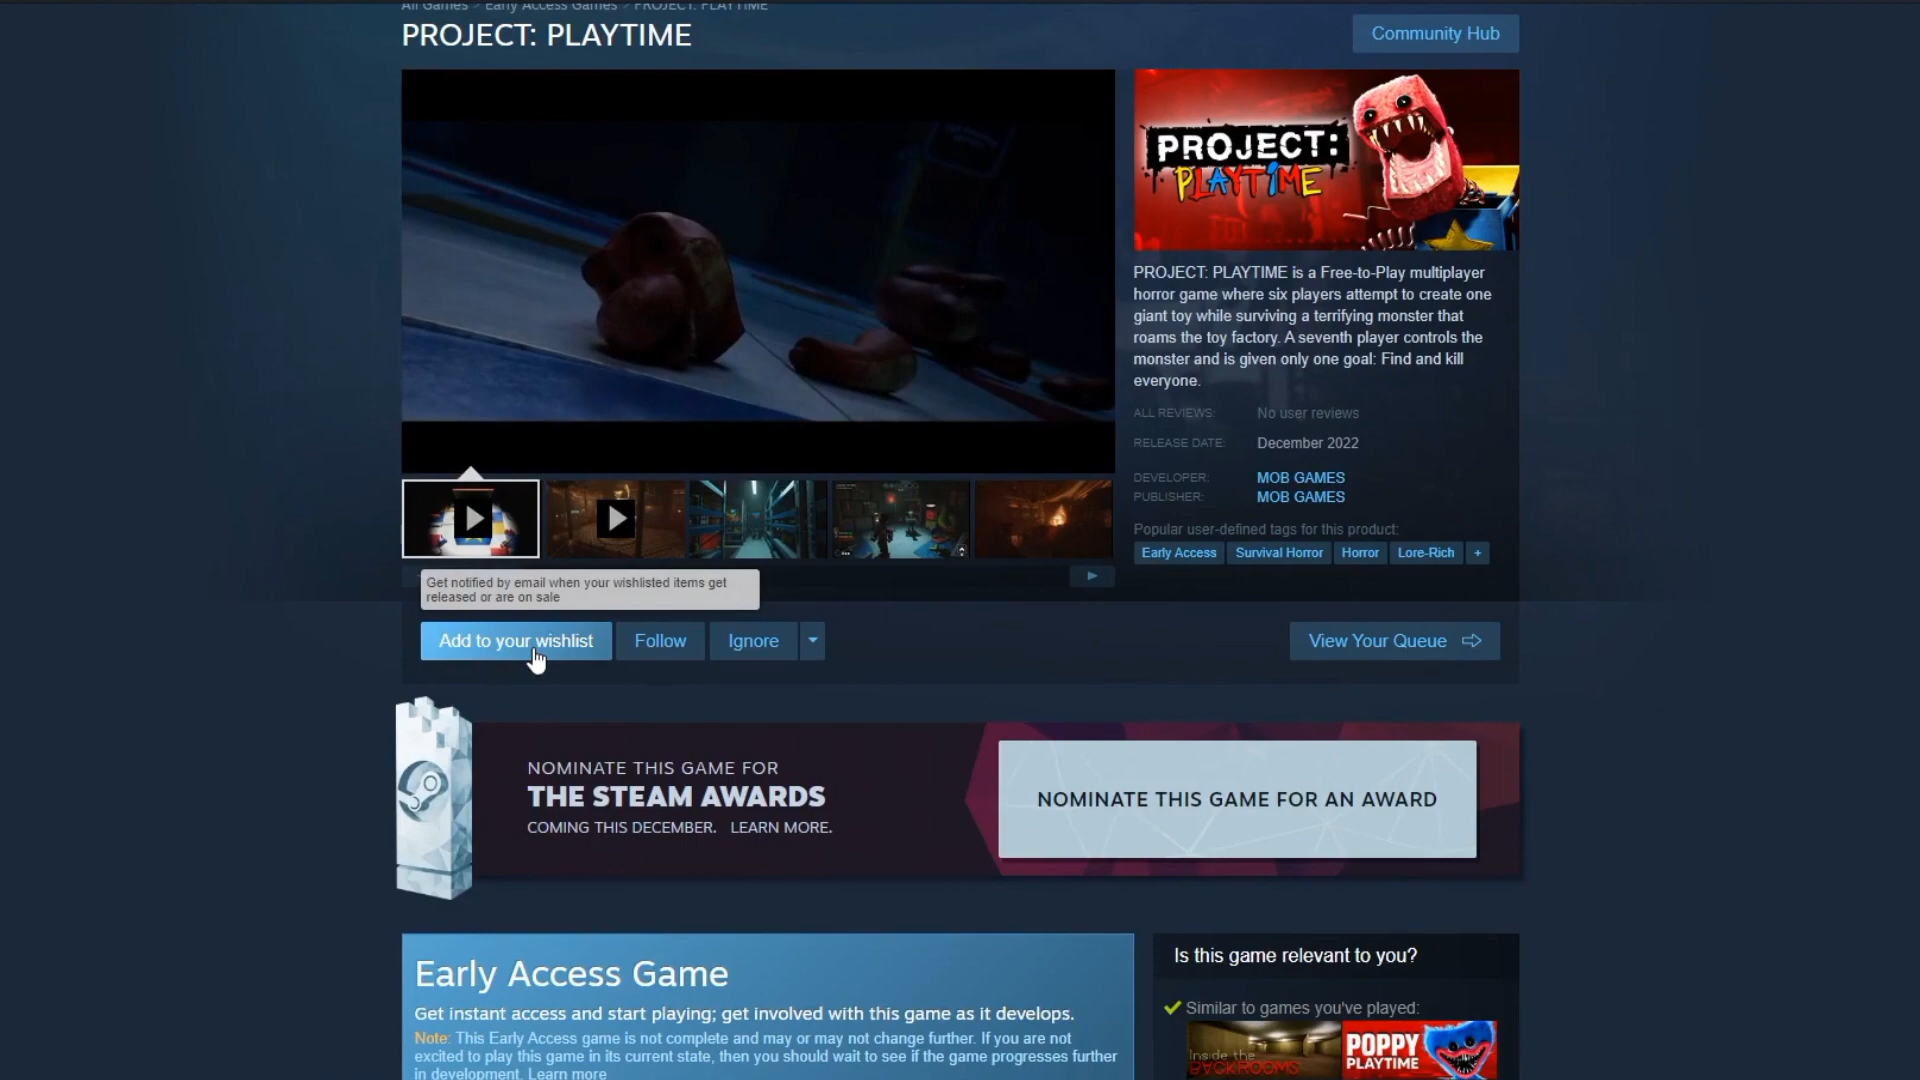 All Games > Early Access Games > PROJECT: PLAYTIME
PROJECT: PLAYTIME
Community Hub
PROJECT:
PLAYTIME
PROJECT: PLAYTIME is a Free-to-Play multiplayer
horror game where six players attempt to create one
giant toy while surviving a terrifying monster that
roams the toy factory. A seventh player controls the
monster and is given only one goal: Find and kill
everyone.
ALL REVIEWS: No user reviews
RELEASE DATE: December 2022
DEVELOPER: MOB GAMES
PUBLISHER: MOB GAMES
Popular user-defined tags for this product:
Early Access Survival Horror Horror Lore-Rich +
Get notified by email when your wishlisted items get
released or are on sale
Add to your wishlist Follow Ignore
View Your Queue
NOMINATE THIS GAME FOR
THE STEAM AWARDS
COMING THIS DECEMBER. LEARN MORE.
NOMINATE THIS GAME FOR AN AWARD
Early Access Game
Get instant access and start playing; get involved with this game as it develops.
Note: This Early Access game is not complete and may or may not change further. If you are not
excited to play this game in its current state, then you should wait to see if the game progresses further
in development. Learn more
Is this game relevant to you?
Similar to games you've played:
Inside the
BACKROOMS
POPPY
PLAYTIME